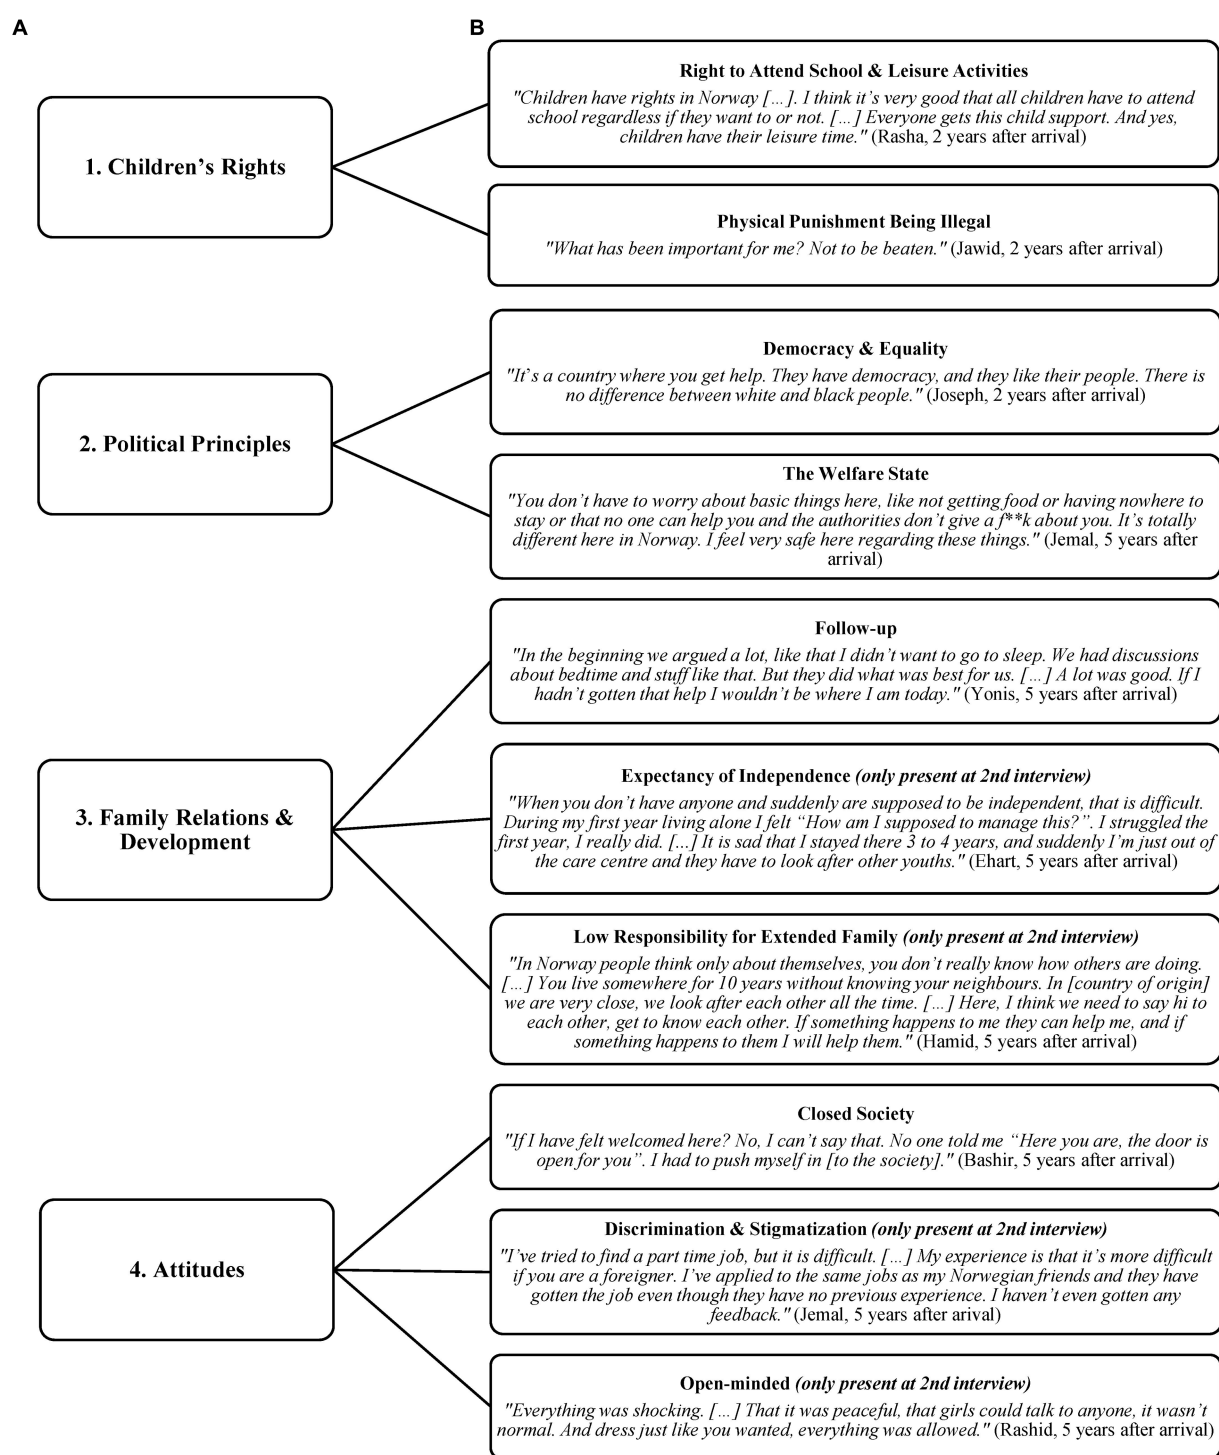 A
B
1. Children’s Rights
Right to Attend School & Leisure Activities
"Children have rights in Norway [...]. I think it’s very good that all children have to attend
school regardless if they want to or not. [...] Everyone gets this child support. And yes,
children have their leisure time." (Rasha, 2 years after arrival)
Physical Punishment Being Illegal
"What has been important for me? Not to be beaten." (Jawid, 2 years after arrival)
2. Political Principles
Democracy & Equality
"It’s a country where you get help. They have democracy, and they like their people. There is
no difference between white and black people." (Joseph, 2 years after arrival)
The Welfare State
"You don’t have to worry about basic things here, like not getting food or having nowhere to
stay or that no one can help you and the authorities don’t give a f**k about you. It’s totally
different here in Norway. I feel very safe here regarding these things." (Jemal, 5 years after
arrival)
3. Family Relations &
Development
Follow-up
"In the beginning we argued a lot, like that I didn’t want to go to sleep. We had discussions
about bedtime and stuff like that. But they did what was best for us. [...] A lot was good. If I
hadn’t gotten that help I wouldn’t be where I am today." (Yonis, 5 years after arrival)
Expectancy of Independence (only present at 2nd interview)
"When you don’t have anyone and suddenly are supposed to be independent, that is difficult.
During my first year living alone I felt “How am I supposed to manage this?”. I struggled the
first year, I really did. [...] It is sad that I stayed there 3 to 4 years, and suddenly I’m just out of
the care centre and they have to look after other youths." (Ehart, 5 years after arrival)
Low Responsibility for Extended Family (only present at 2nd interview)
"In Norway people think only about themselves, you don’t really know how others are doing.
[...] You live somewhere for 10 years without knowing your neighbours. In [country of origin]
we are very close, we look after each other all the time. [...] Here, I think we need to say hi to
each other, get to know each other. If something happens to me they can help me, and if
something happens to them I will help them." (Hamid, 5 years after arrival)
4. Attitudes
Closed Society
"If I have felt welcomed here? No, I can’t say that. No one told me “Here you are, the door is
open for you”. I had to push myself in [to the society]." (Bashir, 5 years after arrival)
Discrimination & Stigmatization (only present at 2nd interview)
"I’ve tried to find a part time job, but it is difficult. [...] My experience is that it’s more difficult
if you are a foreigner. I’ve applied to the same jobs as my Norwegian friends and they have
gotten the job even though they have no previous experience. I haven’t even gotten any
feedback." (Jemal, 5 years after arival)
Open-minded (only present at 2nd interview)
"Everything was shocking. [...] That it was peaceful, that girls could talk to anyone, it wasn’t
normal. And dress just like you wanted, everything was allowed." (Rashid, 5 years after arrival)